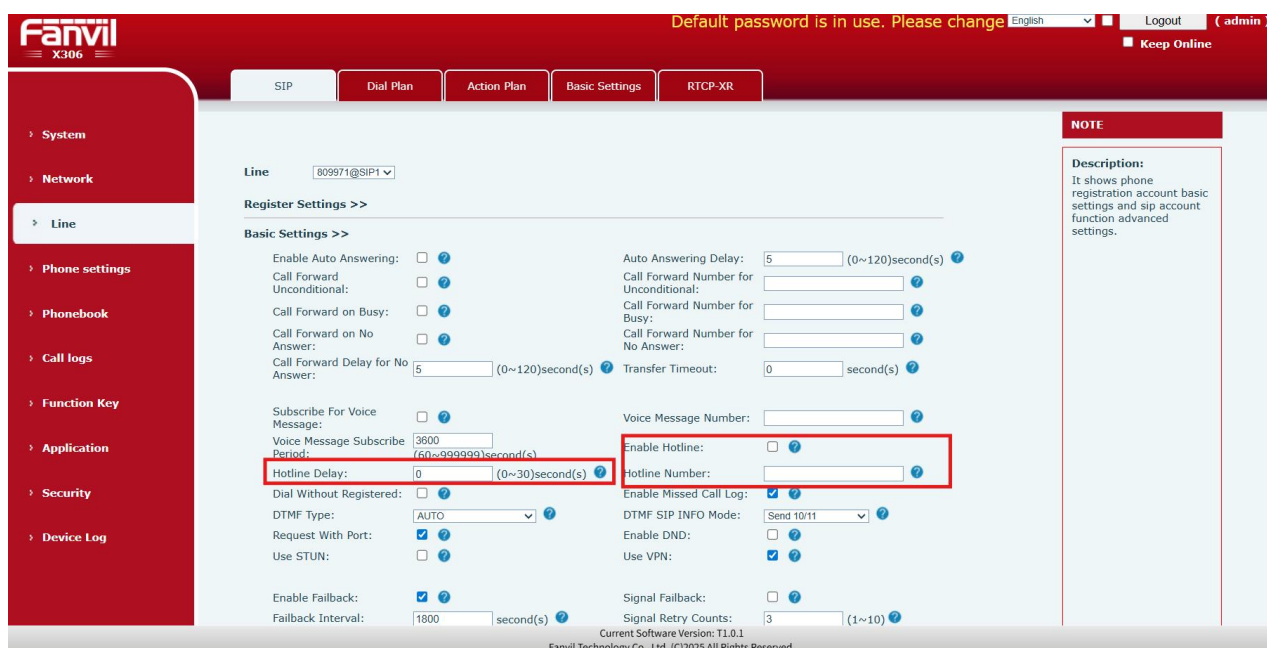 Fanvil
X306
Default password is in use. Please change English Logout ( admin )
Keep Online
SIP Dial Plan Action Plan Basic Settings RTCP-XR
System
Network
Line
Phone settings
Phonebook
Call logs
Function Key
Application
Security
Device Log
Line 809971@SIP1
Register Settings >>
Basic Settings >>
Enable Auto Answering: Auto Answering Delay: 5 (0~120)second(s)
Call Forward Unconditional: Call Forward Number for Unconditional:
Call Forward on Busy: Call Forward Number for Busy:
Call Forward on No Answer: Call Forward Number for No Answer:
Call Forward Delay for No Answer: 5 (0~120)second(s) Transfer Timeout: 0 second(s)
Subscribe For Voice Message: Voice Message Number:
Voice Message Subscribe Period: 3600 (60~999999)second(s) Enable Hotline:
Hotline Delay: 0 (0~30)second(s) Hotline Number:
Dial Without Registered: Enable Missed Call Log:
DTMF Type: AUTO DTMF SIP INFO Mode: Send 10/11
Request With Port: Enable DND:
Use STUN: Use VPN:
Enable Failback: Signal Failback:
Failback Interval: 1800 second(s) Signal Retry Counts: 3 (1~10)
NOTE
Description:
It shows phone
registration account basic
settings and sip account
function advanced
settings.
Current Software Version: T1.0.1
Fanvil Technology Co., Ltd. (C)2025 All Rights Reserved.